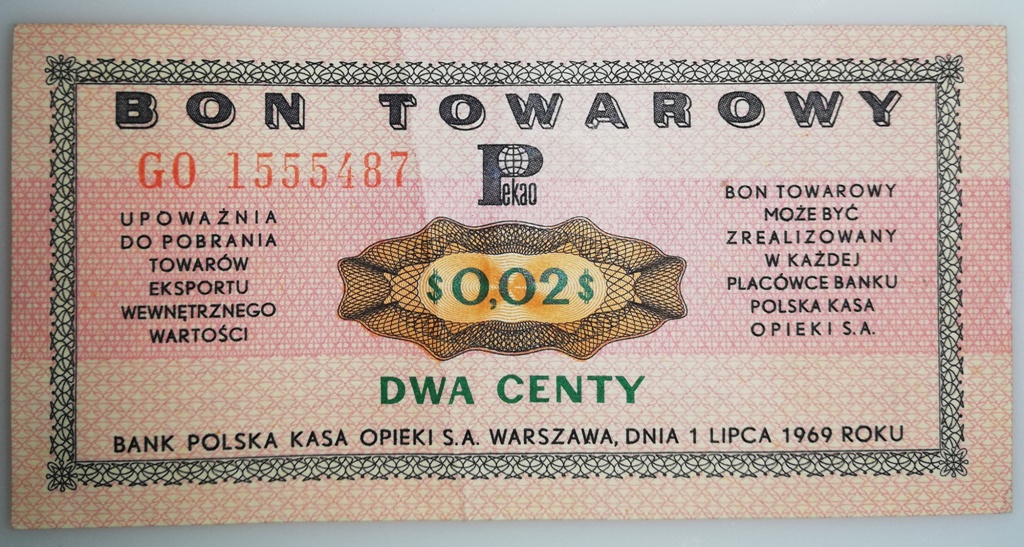 BON TOWAROWY
GO 1555487
Pekao
UPOWAŻNIA
DO POBRANIA
TOWARÓW
EKSPORTU
WEWNĘTRZNEGO
WARTOŚCI
$0,02$
BON TOWAROWY
MOŻE BYĆ
ZREALIZOWANY
W KAŻDEJ
PLACÓWCE BANKU
POLSKA KASA
OPIEKI S.A.
DWA CENTY
BANK POLSKA KASA OPIEKI S.A. WARSZAWA, DNIA 1 LIPCA 1969 ROKU